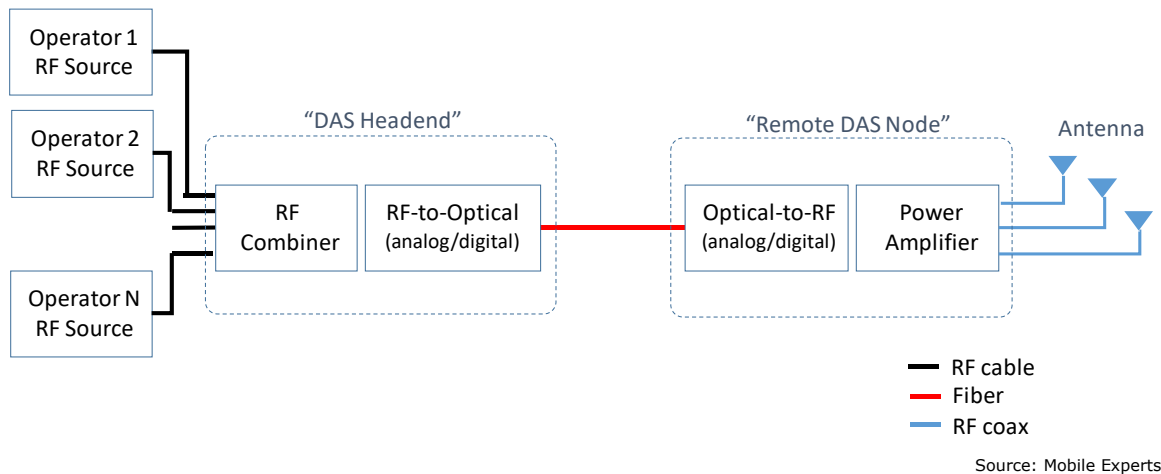 Operator 1
RF Source
Operator 2
RF Source
Operator N
RF Source
“DAS Headend”
RF
Combiner
RF-to-Optical
(analog/digital)
“Remote DAS Node”
Optical-to-RF
(analog/digital)
Power
Amplifier
Antenna
RF cable
Fiber
RF coax
Source: Mobile Experts